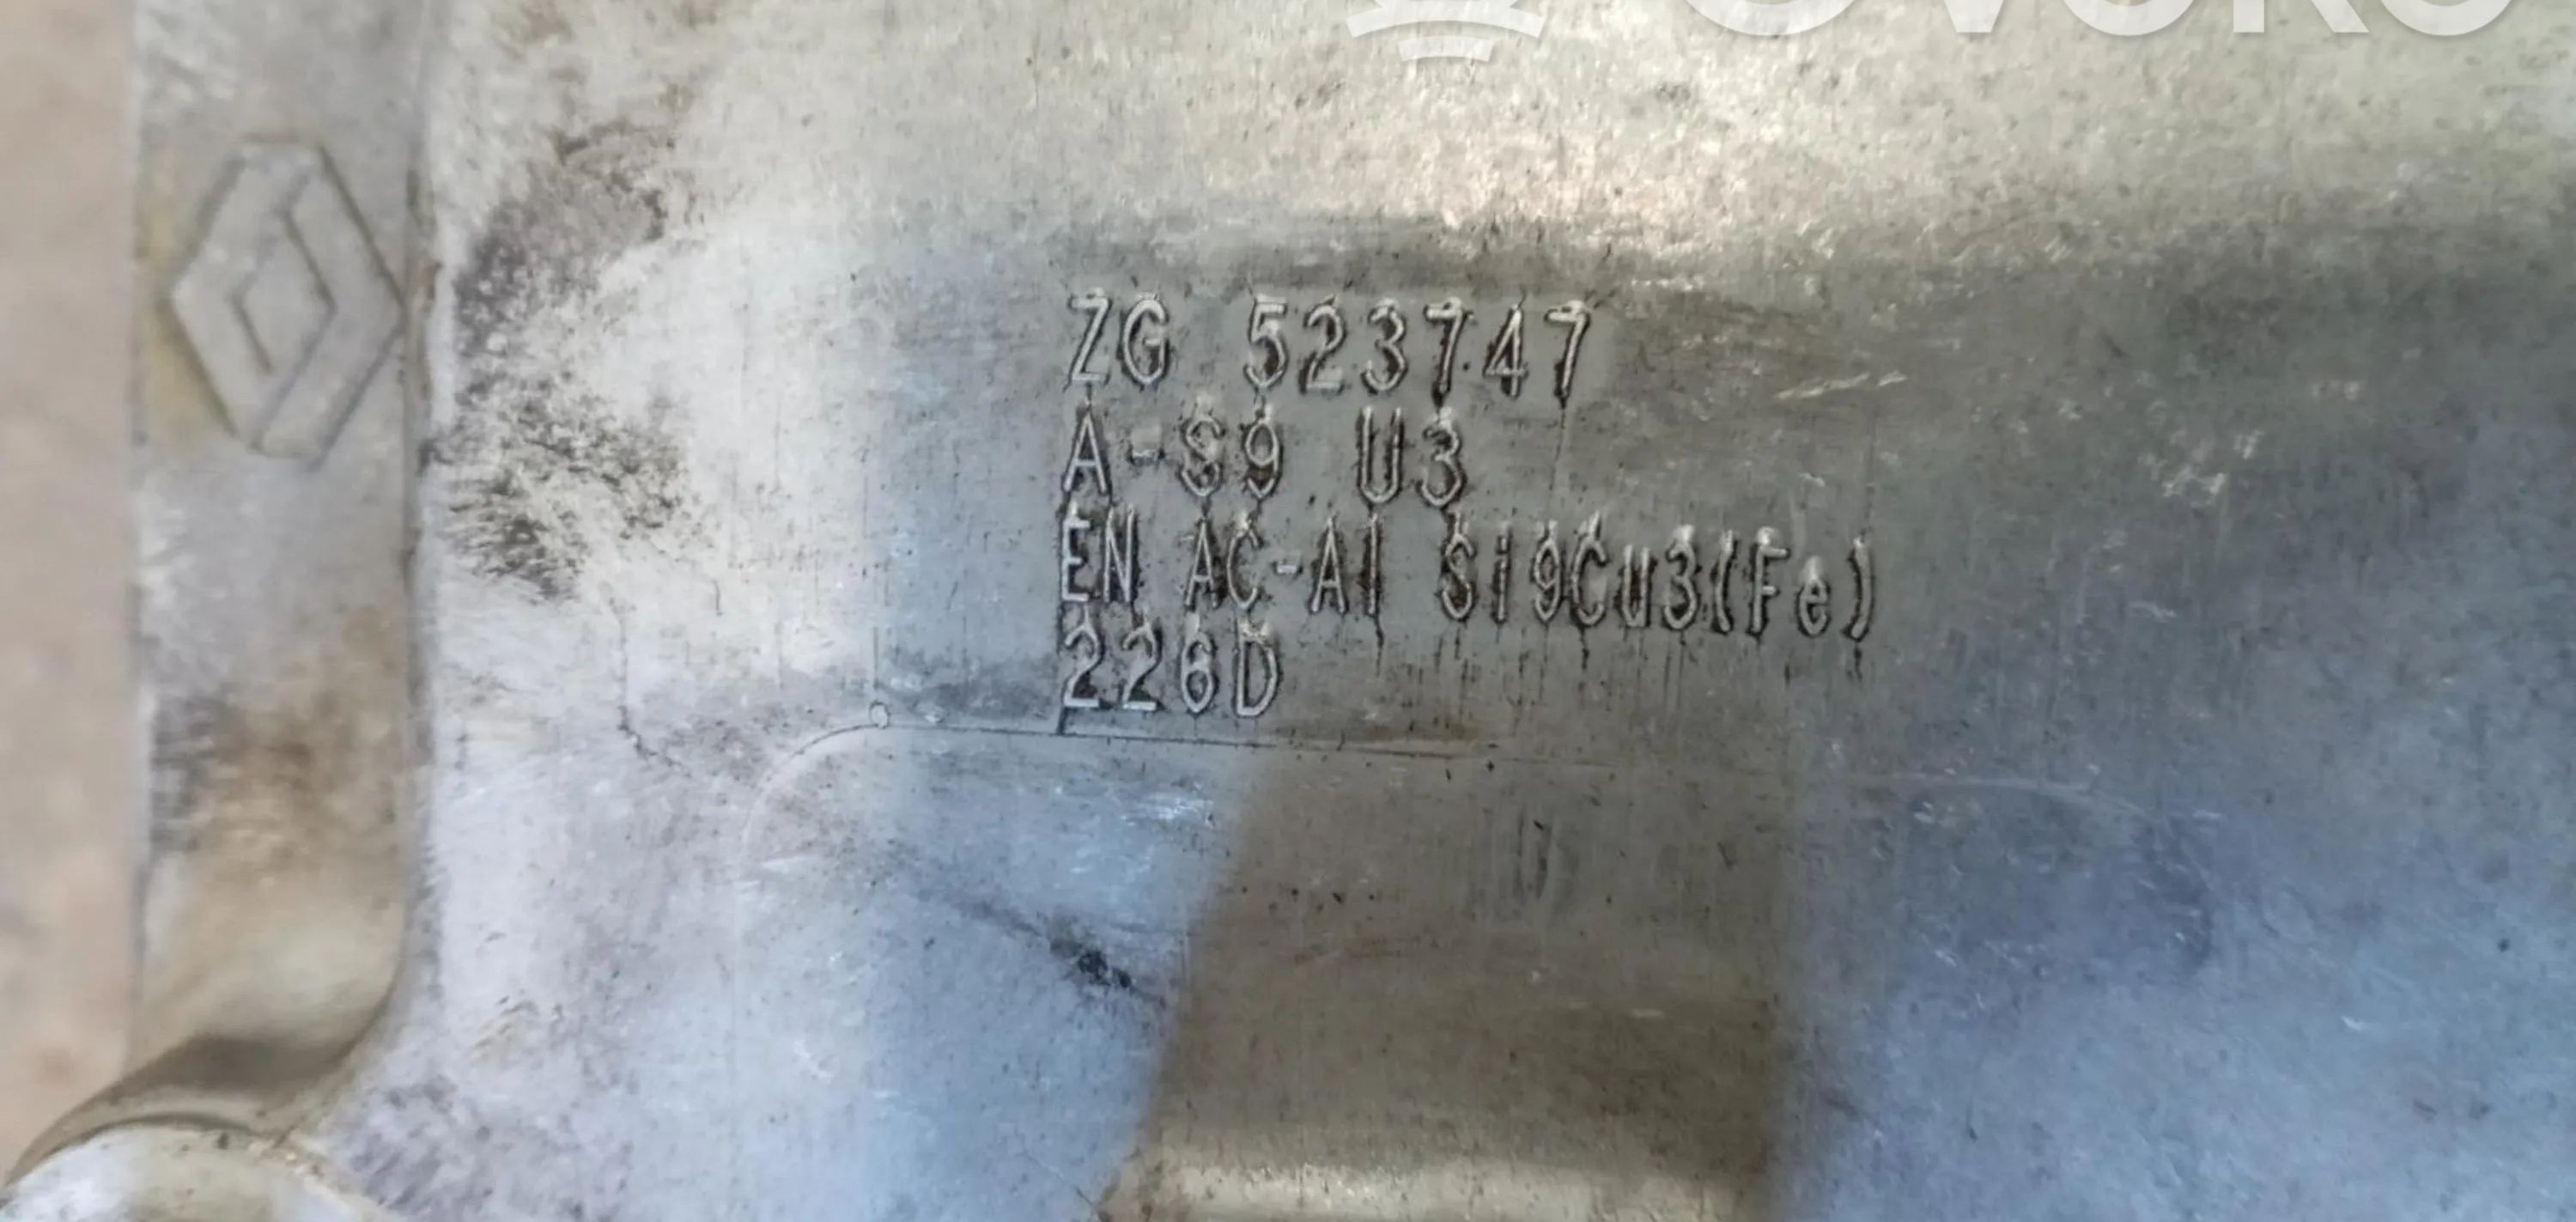 ZG 523747
A-S9 U3
EN AC-Al Si9Cu3(Fe)
226D